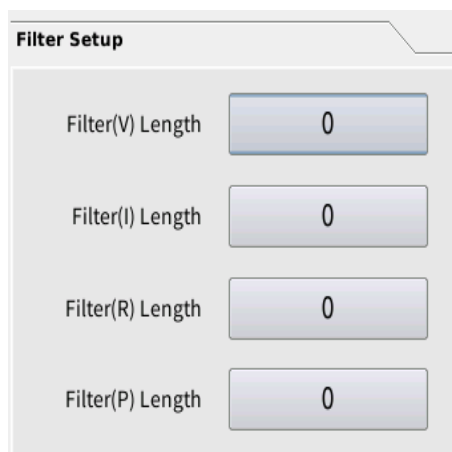 Filter Setup
Filter(V) Length 0
Filter(I) Length 0
Filter(R) Length 0
Filter(P) Length 0